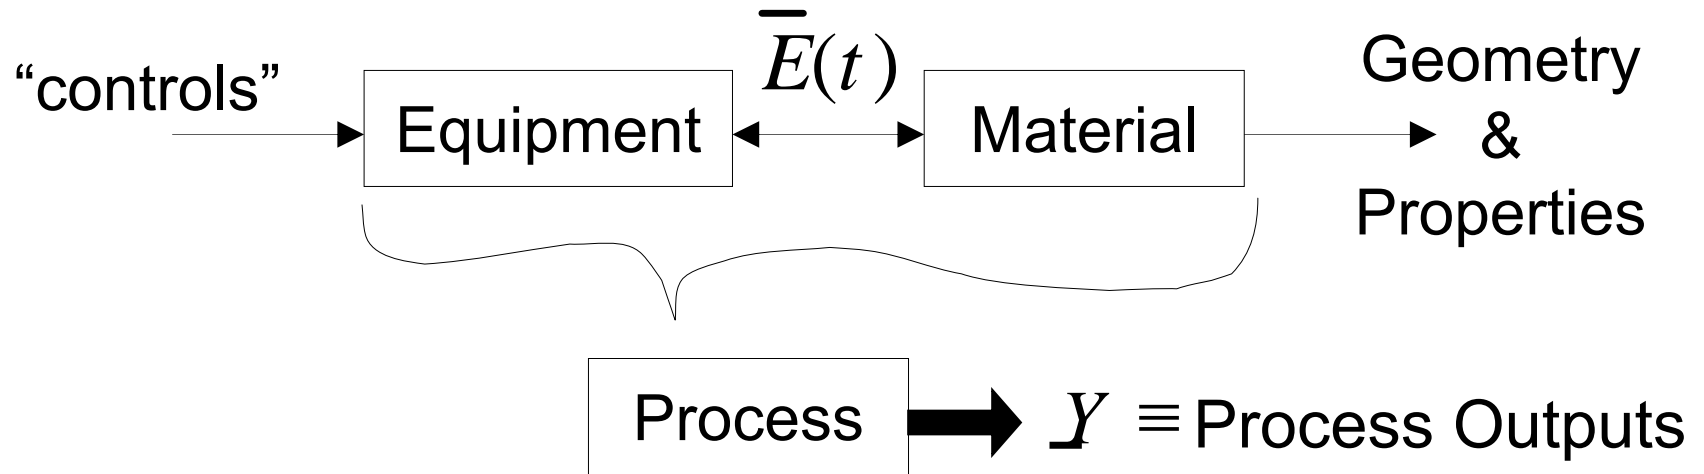 “controls”
Equipment
E̅(t)
Material
Geometry
&
Properties
Process
Y ≡ Process Outputs